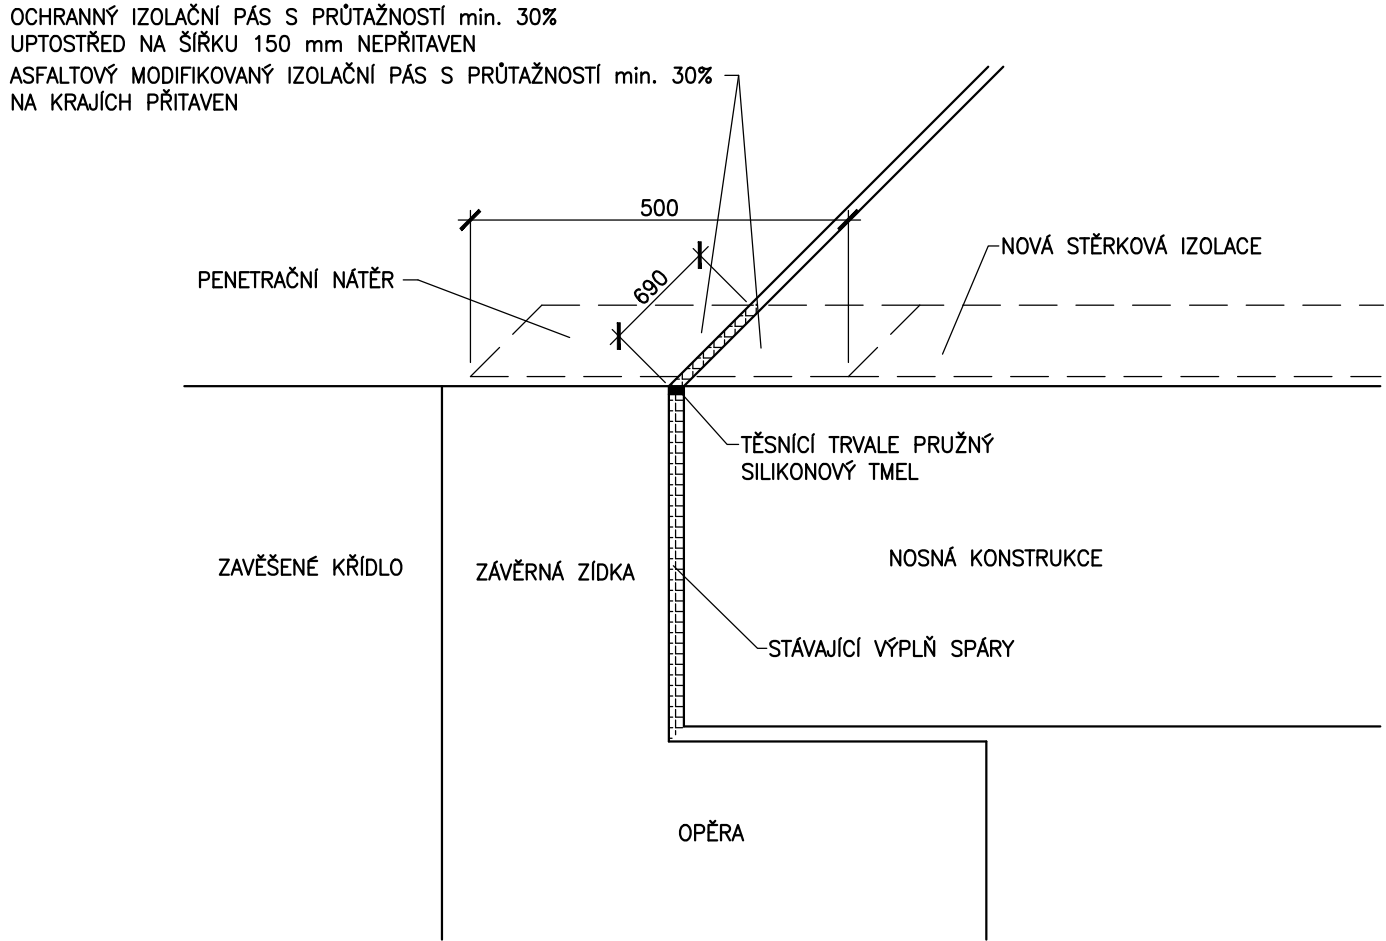 OCHRANNÝ IZOLAČNÍ PÁS S PRŮTAŽNOSTÍ min. 30%
UPTOSTŘED NA ŠÍŘKU 150 mm NEPŘITAVEN
ASFALTOVÝ MODIFIKOVANÝ IZOLAČNÍ PÁS S PRŮTAŽNOSTÍ min. 30%
NA KRAJÍCH PŘITAVEN
500
NOVÁ STĚRKOVÁ IZOLACE
PENETRAČNÍ NÁTĚR
690
TĚSNÍCÍ TRVALE PRUŽNÝ
SILIKONOVÝ TMEL
ZAVĚŠENÉ KŘÍDLO
ZÁVĚRNÁ ZÍDKA
NOSNÁ KONSTRUKCE
STÁVAJÍCÍ VÝPLŇ SPÁRY
OPĚRA